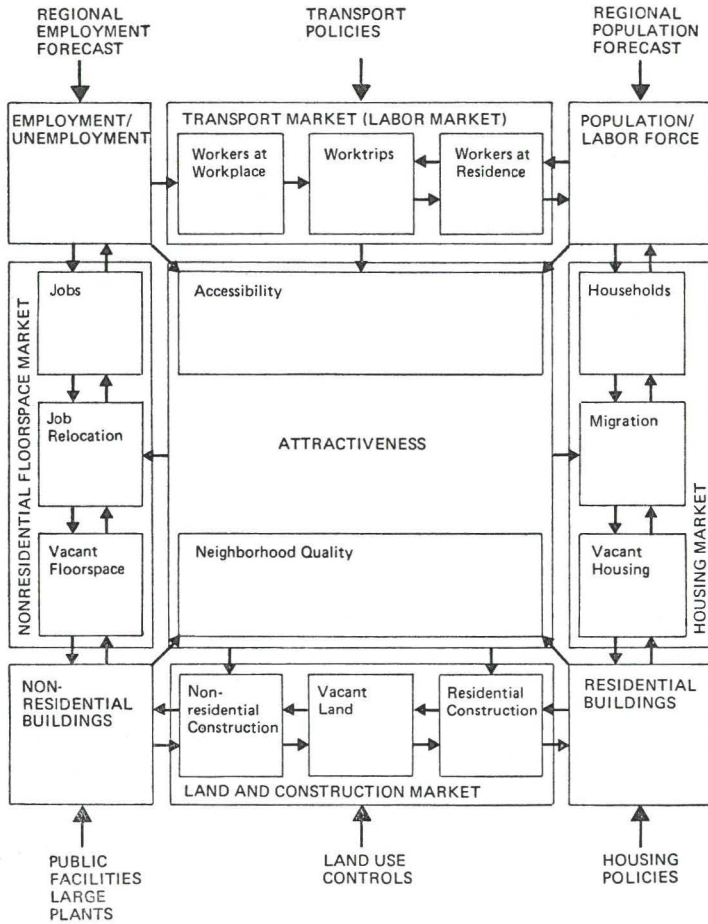 REGIONAL
EMPLOYMENT
FORECAST
TRANSPORT
POLICIES
REGIONAL
POPULATION
FORECAST
EMPLOYMENT/
UNEMPLOYMENT
TRANSPORT MARKET (LABOR MARKET)
Workers at
Workplace
Worktrips
Workers at
Residence
POPULATION/
LABOR FORCE
NONRESIDENTIAL FLOORSPACE MARKET
Jobs
Job
Relocation
Vacant
Floorspace
Accessibility
ATTRACTIVENESS
Neighborhood Quality
Households
Migration
Vacant
Housing
HOUSING MARKET
NON-
RESIDENTIAL
BUILDINGS
Non-
residential
Construction
Vacant
Land
Residential
Construction
LAND AND CONSTRUCTION MARKET
RESIDENTIAL
BUILDINGS
PUBLIC
FACILITIES
LARGE
PLANTS
LAND USE
CONTROLS
HOUSING
POLICIES